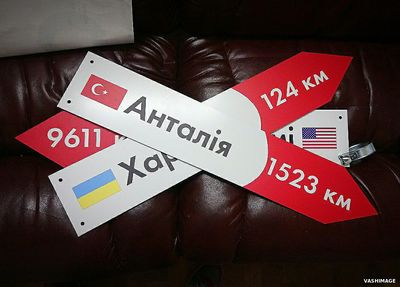 Анталія
1523 км
Хар
124 км
9611
VASHIMAGE